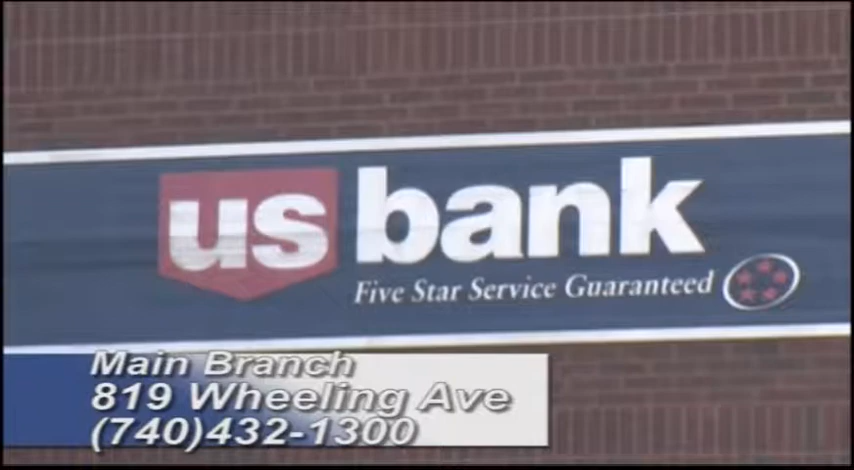 us bank
Five Star Service Guaranteed
Main Branch
819 Wheeling Ave
(740)432-1300